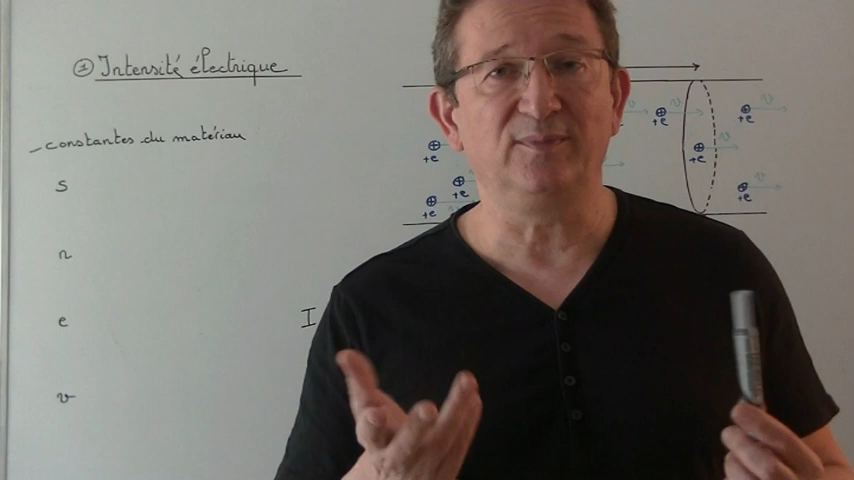 ① Intensité électrique
_ constantes du matériau
s
n
e
v
I
v
v
v
⊕
+e
⊕
+e
⊕
+e
⊕
+e
⊕
+e
⊕
+e
⊕
+e
v
v